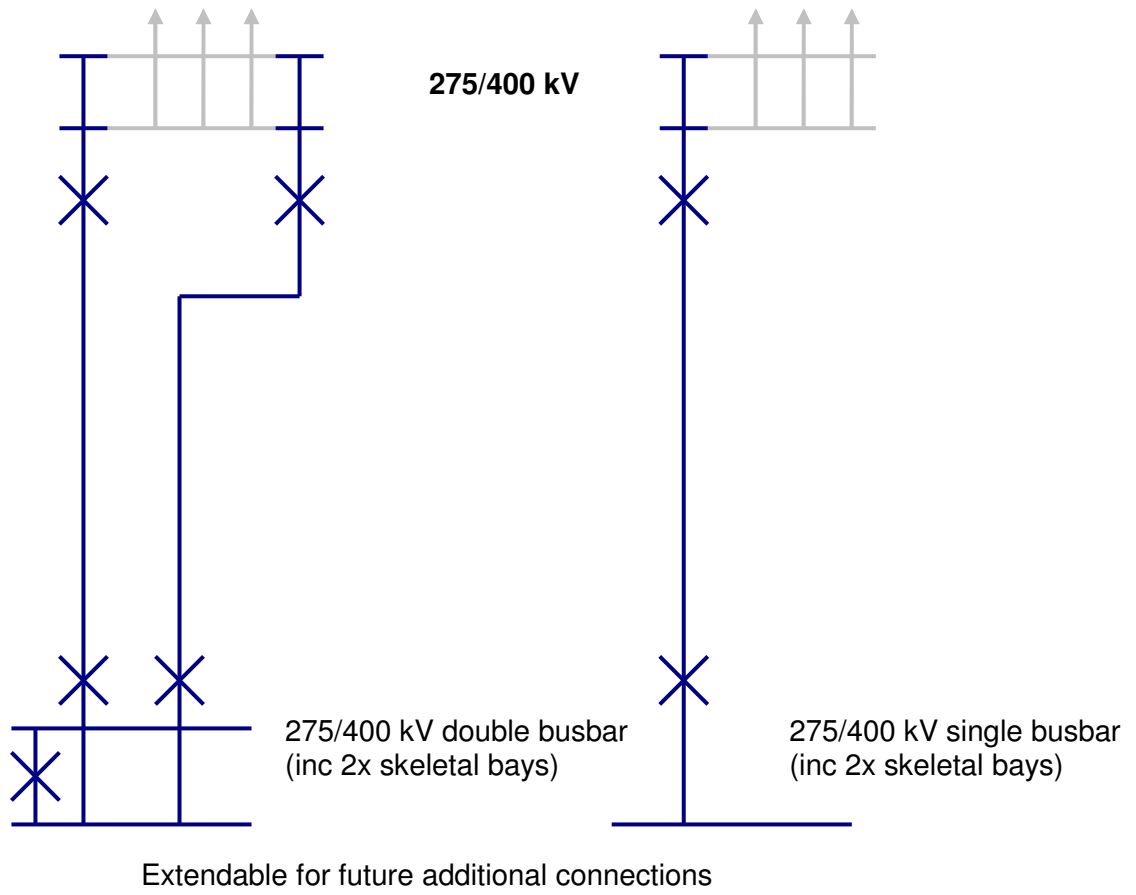 275/400 kV
275/400 kV double busbar
(inc 2x skeletal bays)
275/400 kV single busbar
(inc 2x skeletal bays)
Extendable for future additional connections